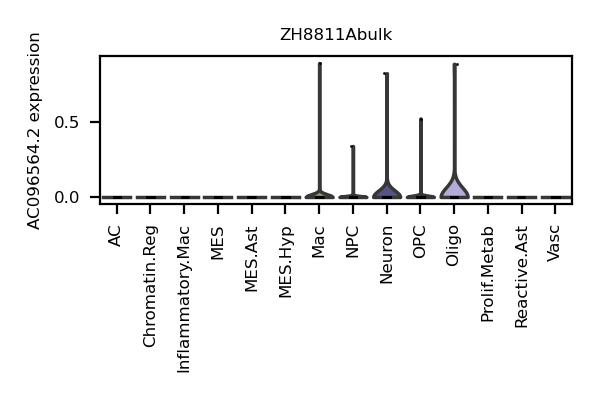 ZH8811Abulk
AC096564.2 expression
0.5
0.0
AC
Chromatin.Reg
Inflammatory.Mac
MES
MES.Ast
MES.Hyp
Mac
NPC
Neuron
OPC
Oligo
Prolif.Metab
Reactive.Ast
Vasc